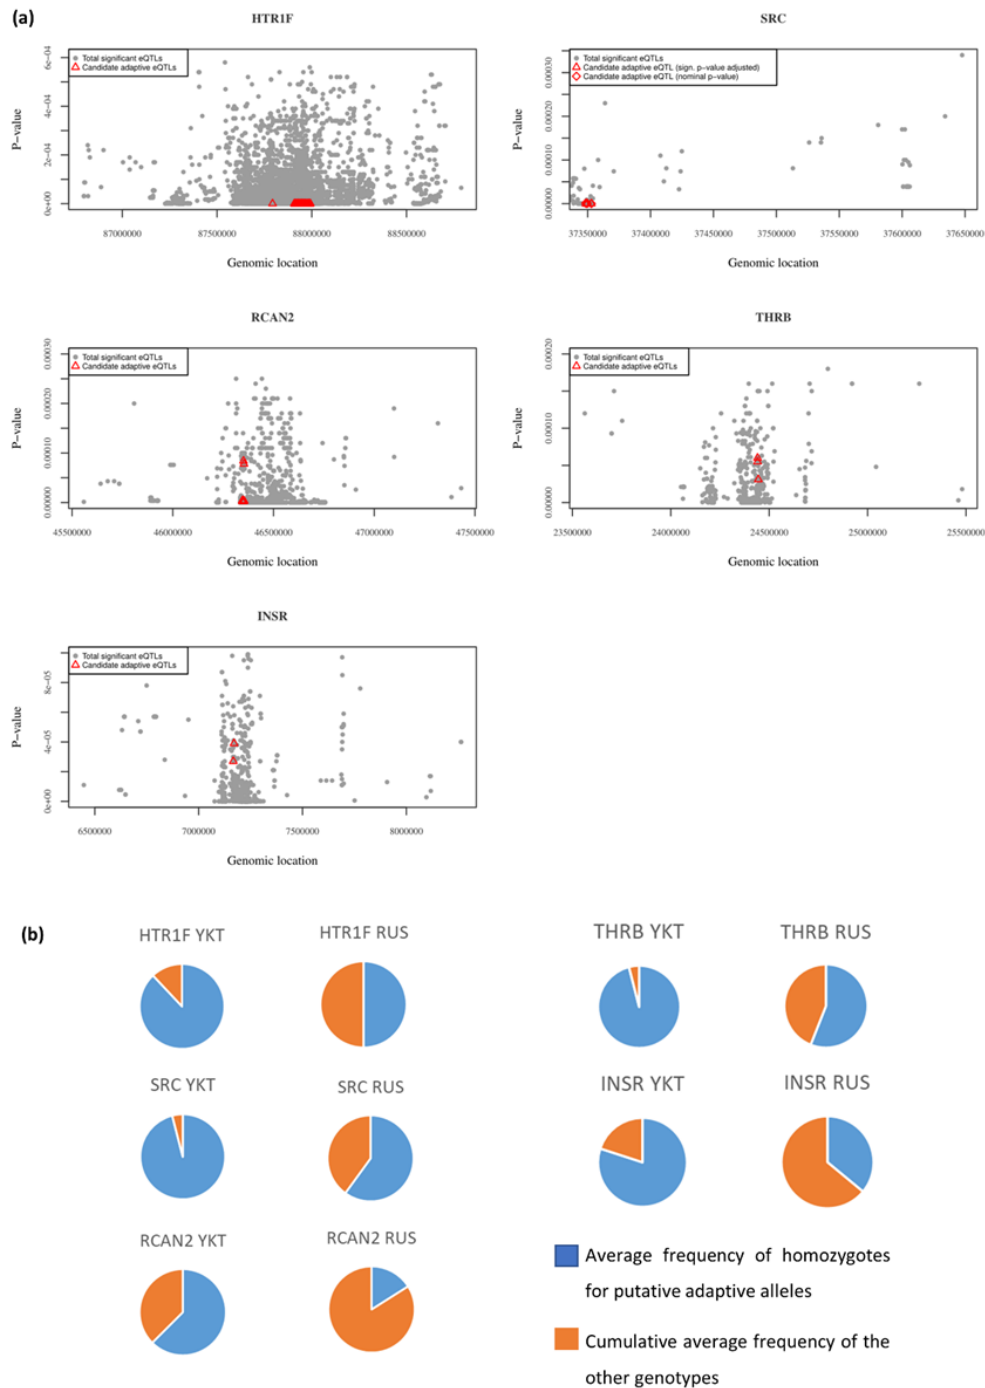 (a)
HTR1F
Total significant eQTLs
Candidate adaptive eQTLs
P-value
0e+00 2e-04 4e-04 6e-04
87000000 87500000 88000000 88500000
Genomic location
SRC
Total significant eQTLs
Candidate adaptive eQTL (sign. p-value adjusted)
Candidate adaptive eQTL (nominal p-value)
P-value
0.00000 0.00010 0.00020 0.00030
37350000 37400000 37450000 37500000 37550000 37600000 37650000
Genomic location
RCAN2
Total significant eQTLs
Candidate adaptive eQTLs
P-value
0.00000 0.00010 0.00020 0.00030
45500000 46000000 46500000 47000000 47500000
Genomic location
THRB
Total significant eQTLs
Candidate adaptive eQTLs
P-value
0.00000 0.00010 0.00020
23500000 24000000 24500000 25000000 25500000
Genomic location
INSR
Total significant eQTLs
Candidate adaptive eQTLs
P-value
0e+00 4e-05 8e-05
6500000 7000000 7500000 8000000
Genomic location
(b)
HTR1F YKT
HTR1F RUS
THRB YKT
THRB RUS
SRC YKT
SRC RUS
INSR YKT
INSR RUS
RCAN2 YKT
RCAN2 RUS
Average frequency of homozygotes
for putative adaptive alleles
Cumulative average frequency of the
other genotypes